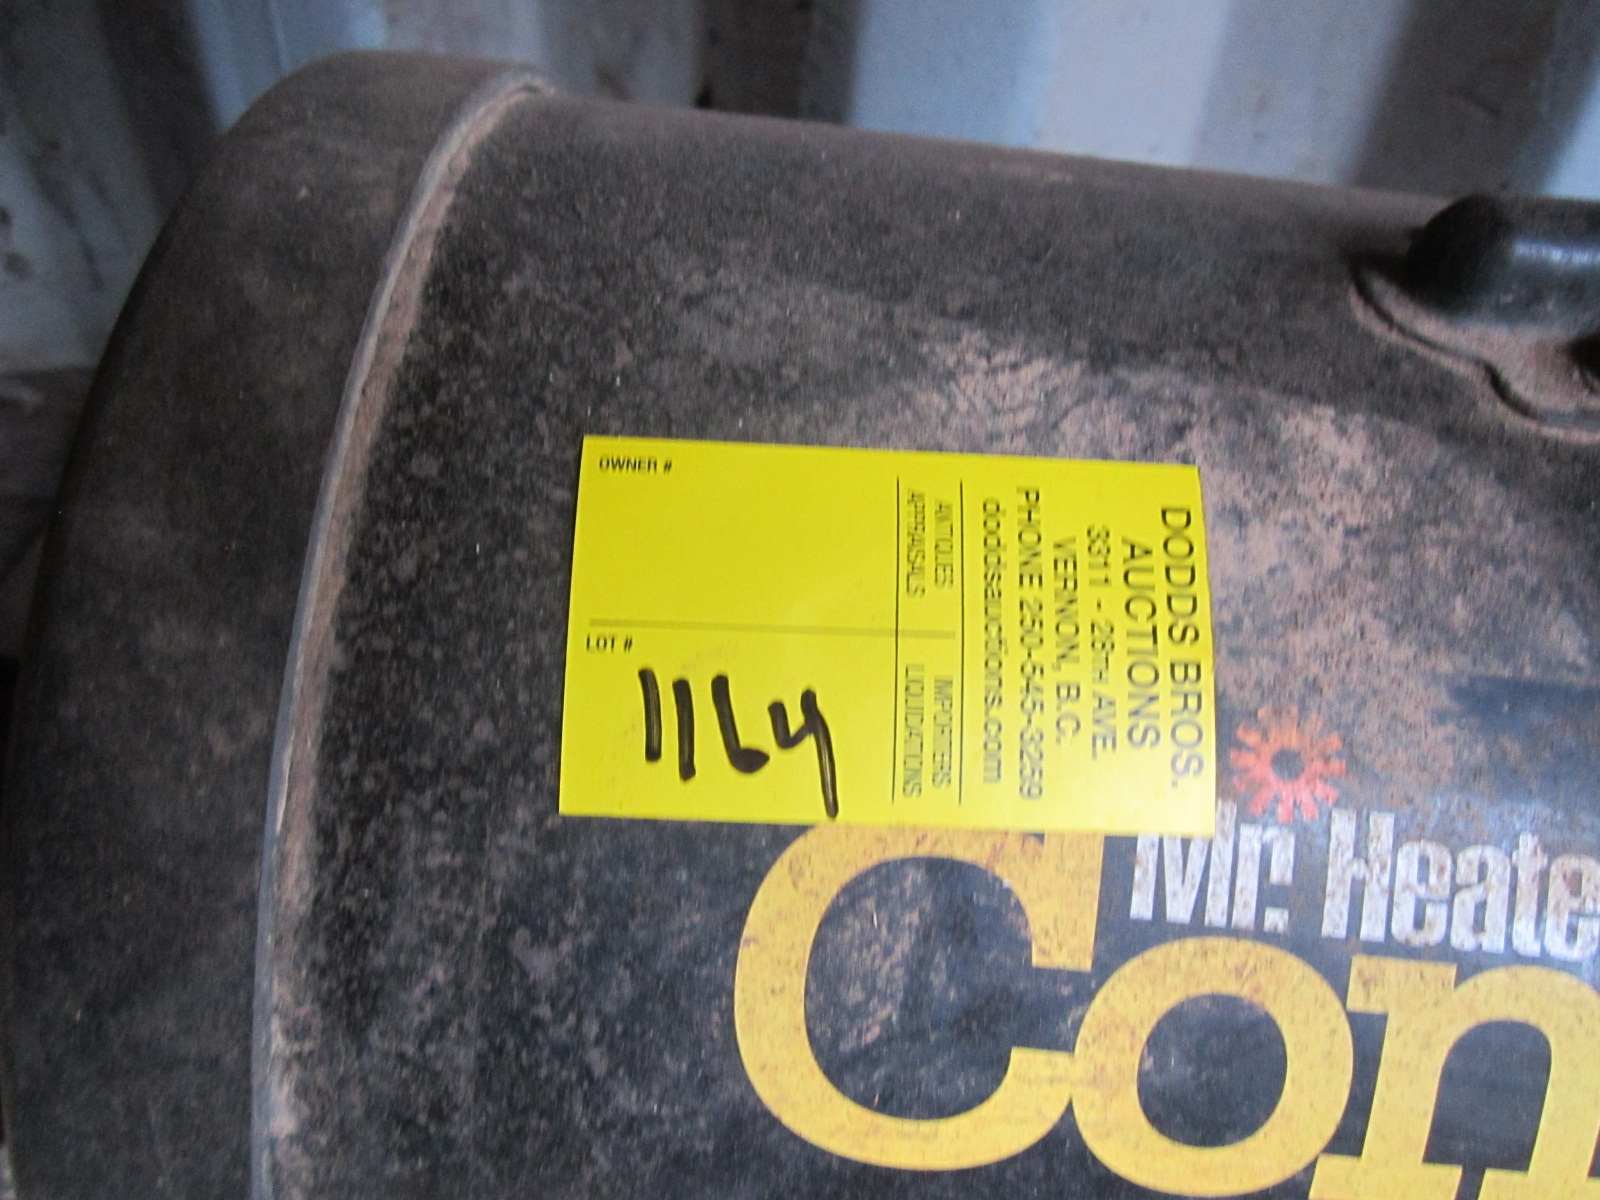 DODDS BROS.
AUCTIONS
3311 - 28TH AVE.
VERNON, B.C.
PHONE 250-545-3259
doddsauctions.com
ANTIQUES IMPORTERS
APPRAISALS LIQUIDATIONS
OWNER #
LOT #
1164
Mr. Heate
Con